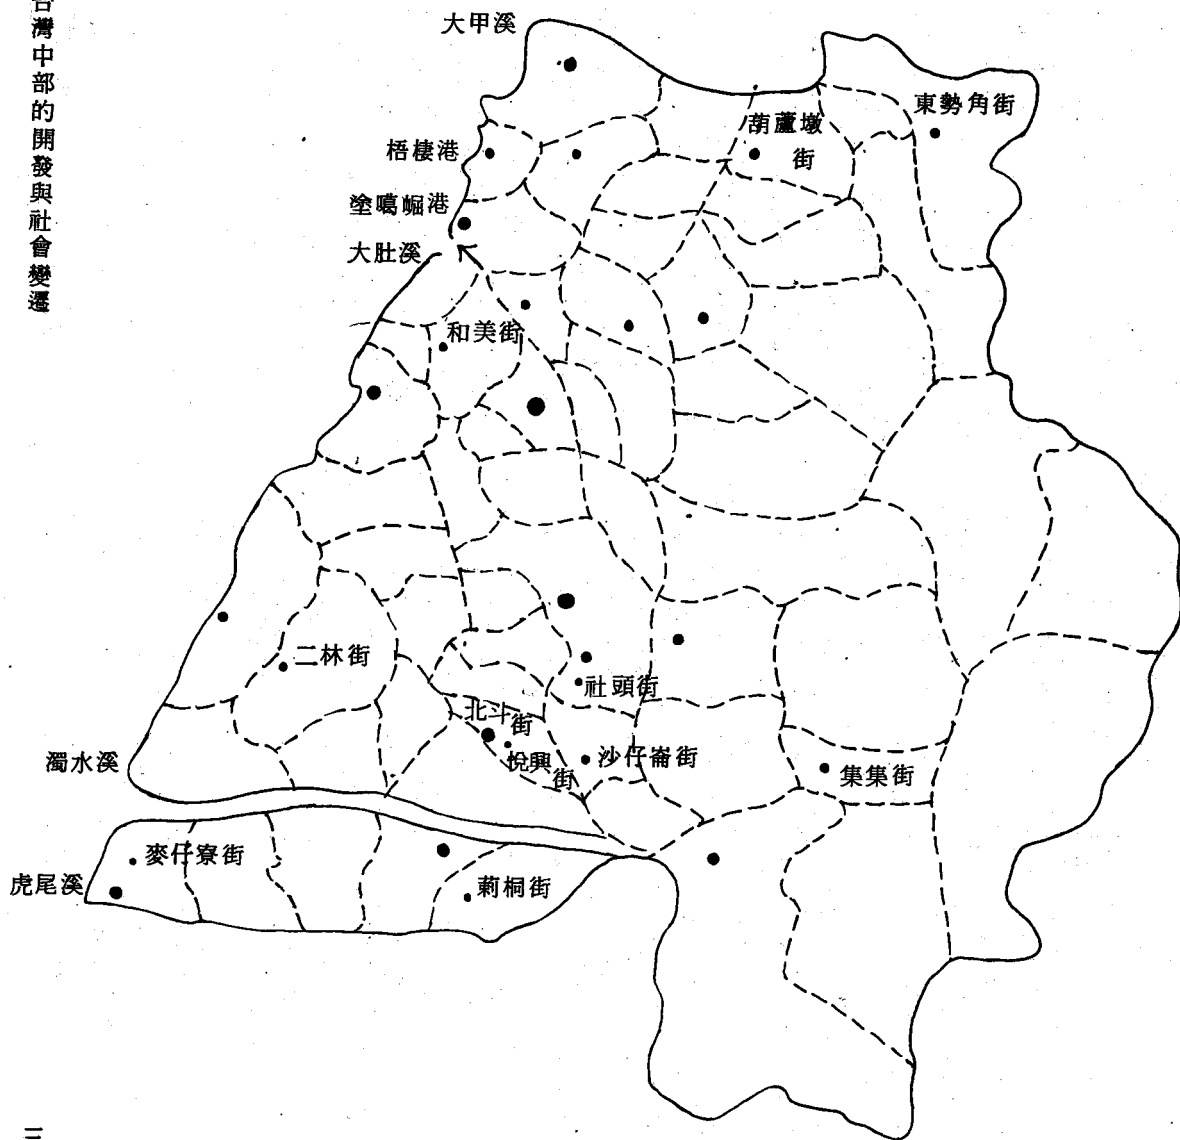 台灣中部的開發與社會變遷
大甲溪
東勢角街
葫蘆墩
街
梧棲港
塗噶崛港
大肚溪
和美街
二林街
社頭街
北斗
街
悅興
街
沙仔崙街
濁水溪
集集街
麥仔寮街
虎尾溪
莿桐街
三